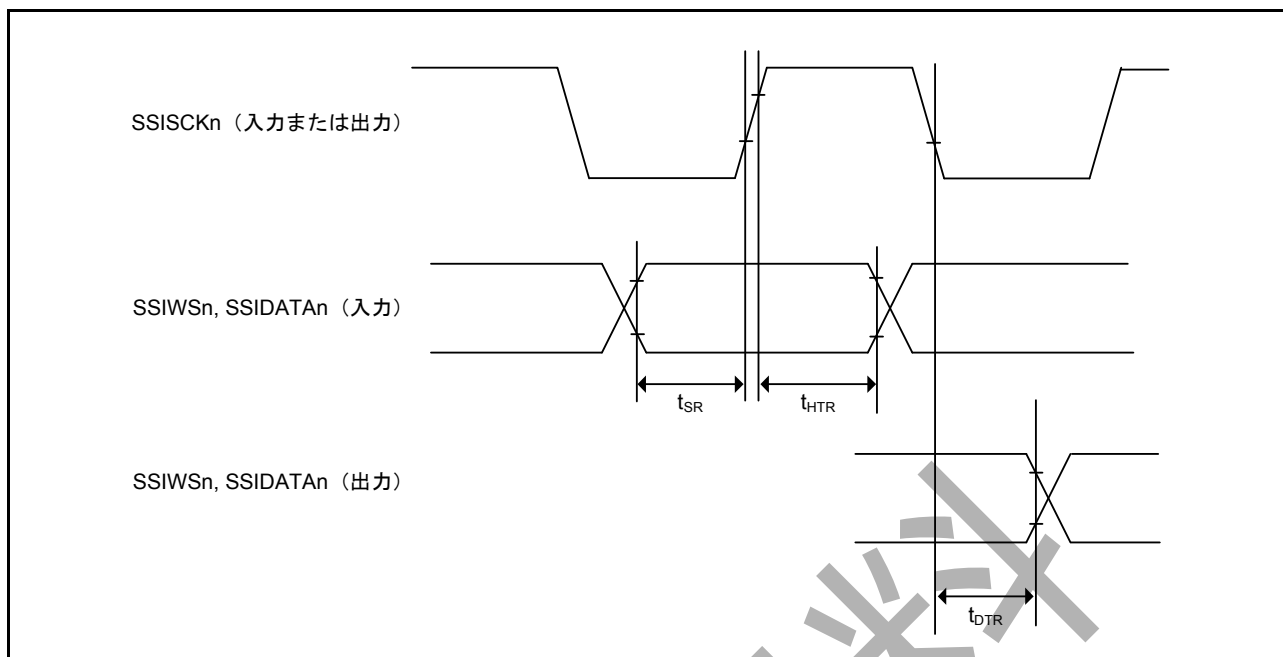 SSISCKn（入力または出力）
SSIWSn, SSIDATAn（入力）
tSR
tHTR
SSIWSn, SSIDATAn（出力）
tDTR